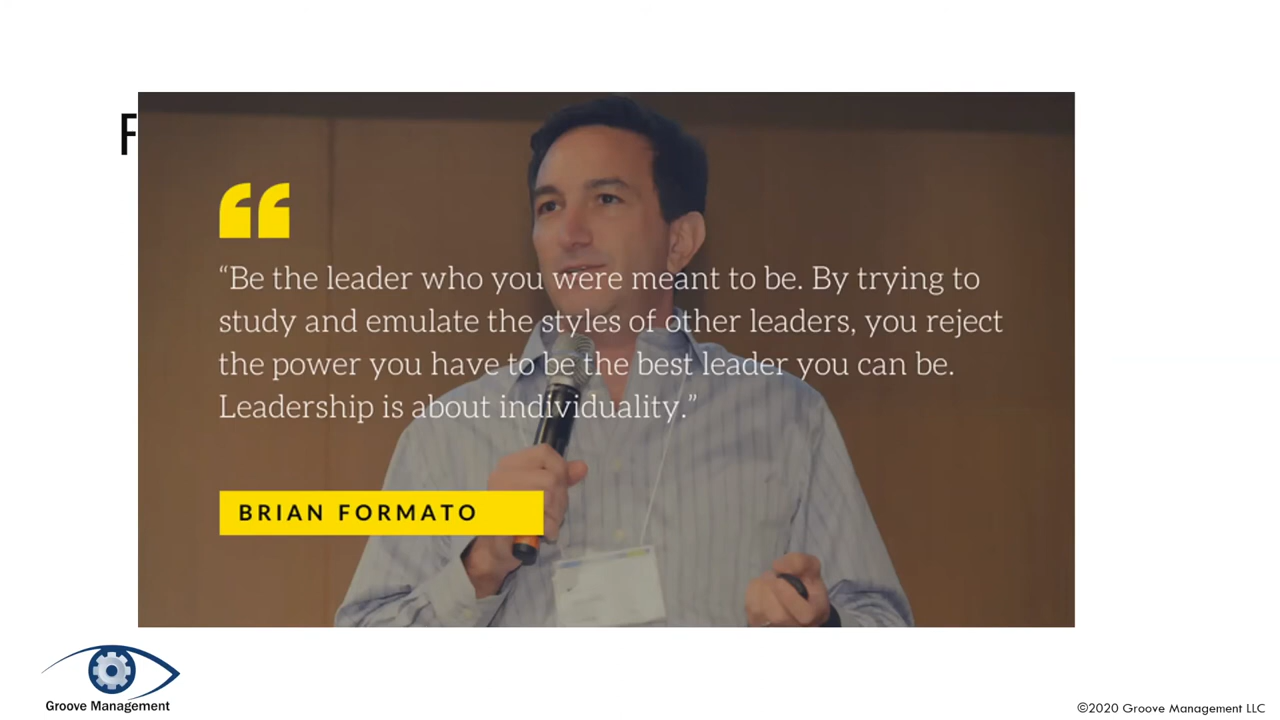 F
“Be the leader who you were meant to be. By trying to
study and emulate the styles of other leaders, you reject
the power you have to be the best leader you can be.
Leadership is about individuality.”
BRIAN FORMATO
Groove Management
©2020 Groove Management LLC